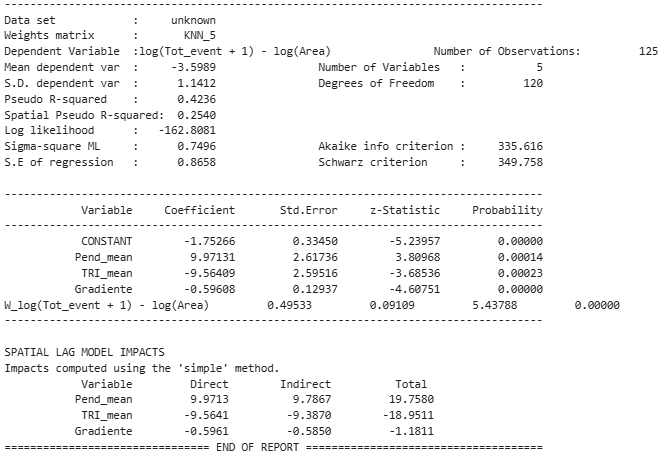 ------------------------------------------------------------------------------------
Data set            :     unknown
Weights matrix      :       KNN_5
Dependent Variable  :log(Tot_event + 1) - log(Area)                Number of Observations:         125
Mean dependent var  :     -3.5989                Number of Variables   :           5
S.D. dependent var  :      1.1412                Degrees of Freedom    :         120
Pseudo R-squared    :      0.4236
Spatial Pseudo R-squared:  0.2540
Log likelihood      :   -162.8081
Sigma-square ML     :      0.7496                Akaike info criterion :     335.616
S.E of regression   :      0.8658                Schwarz criterion     :     349.758
------------------------------------------------------------------------------------
            Variable     Coefficient       Std.Error     z-Statistic     Probability
------------------------------------------------------------------------------------
            CONSTANT        -1.75266         0.33450        -5.23957         0.00000
           Pend_mean         9.97131         2.61736         3.80968         0.00014
            TRI_mean        -9.56409         2.59516        -3.68536         0.00023
           Gradiente        -0.59608         0.12937        -4.60751         0.00000
W_log(Tot_event + 1) - log(Area)         0.49533         0.09109         5.43788         0.00000
------------------------------------------------------------------------------------
SPATIAL LAG MODEL IMPACTS
Impacts computed using the 'simple' method.
            Variable         Direct        Indirect          Total
           Pend_mean         9.9713          9.7867         19.7580
            TRI_mean        -9.5641         -9.3870        -18.9511
           Gradiente        -0.5961         -0.5850         -1.1811
================================ END OF REPORT =====================================